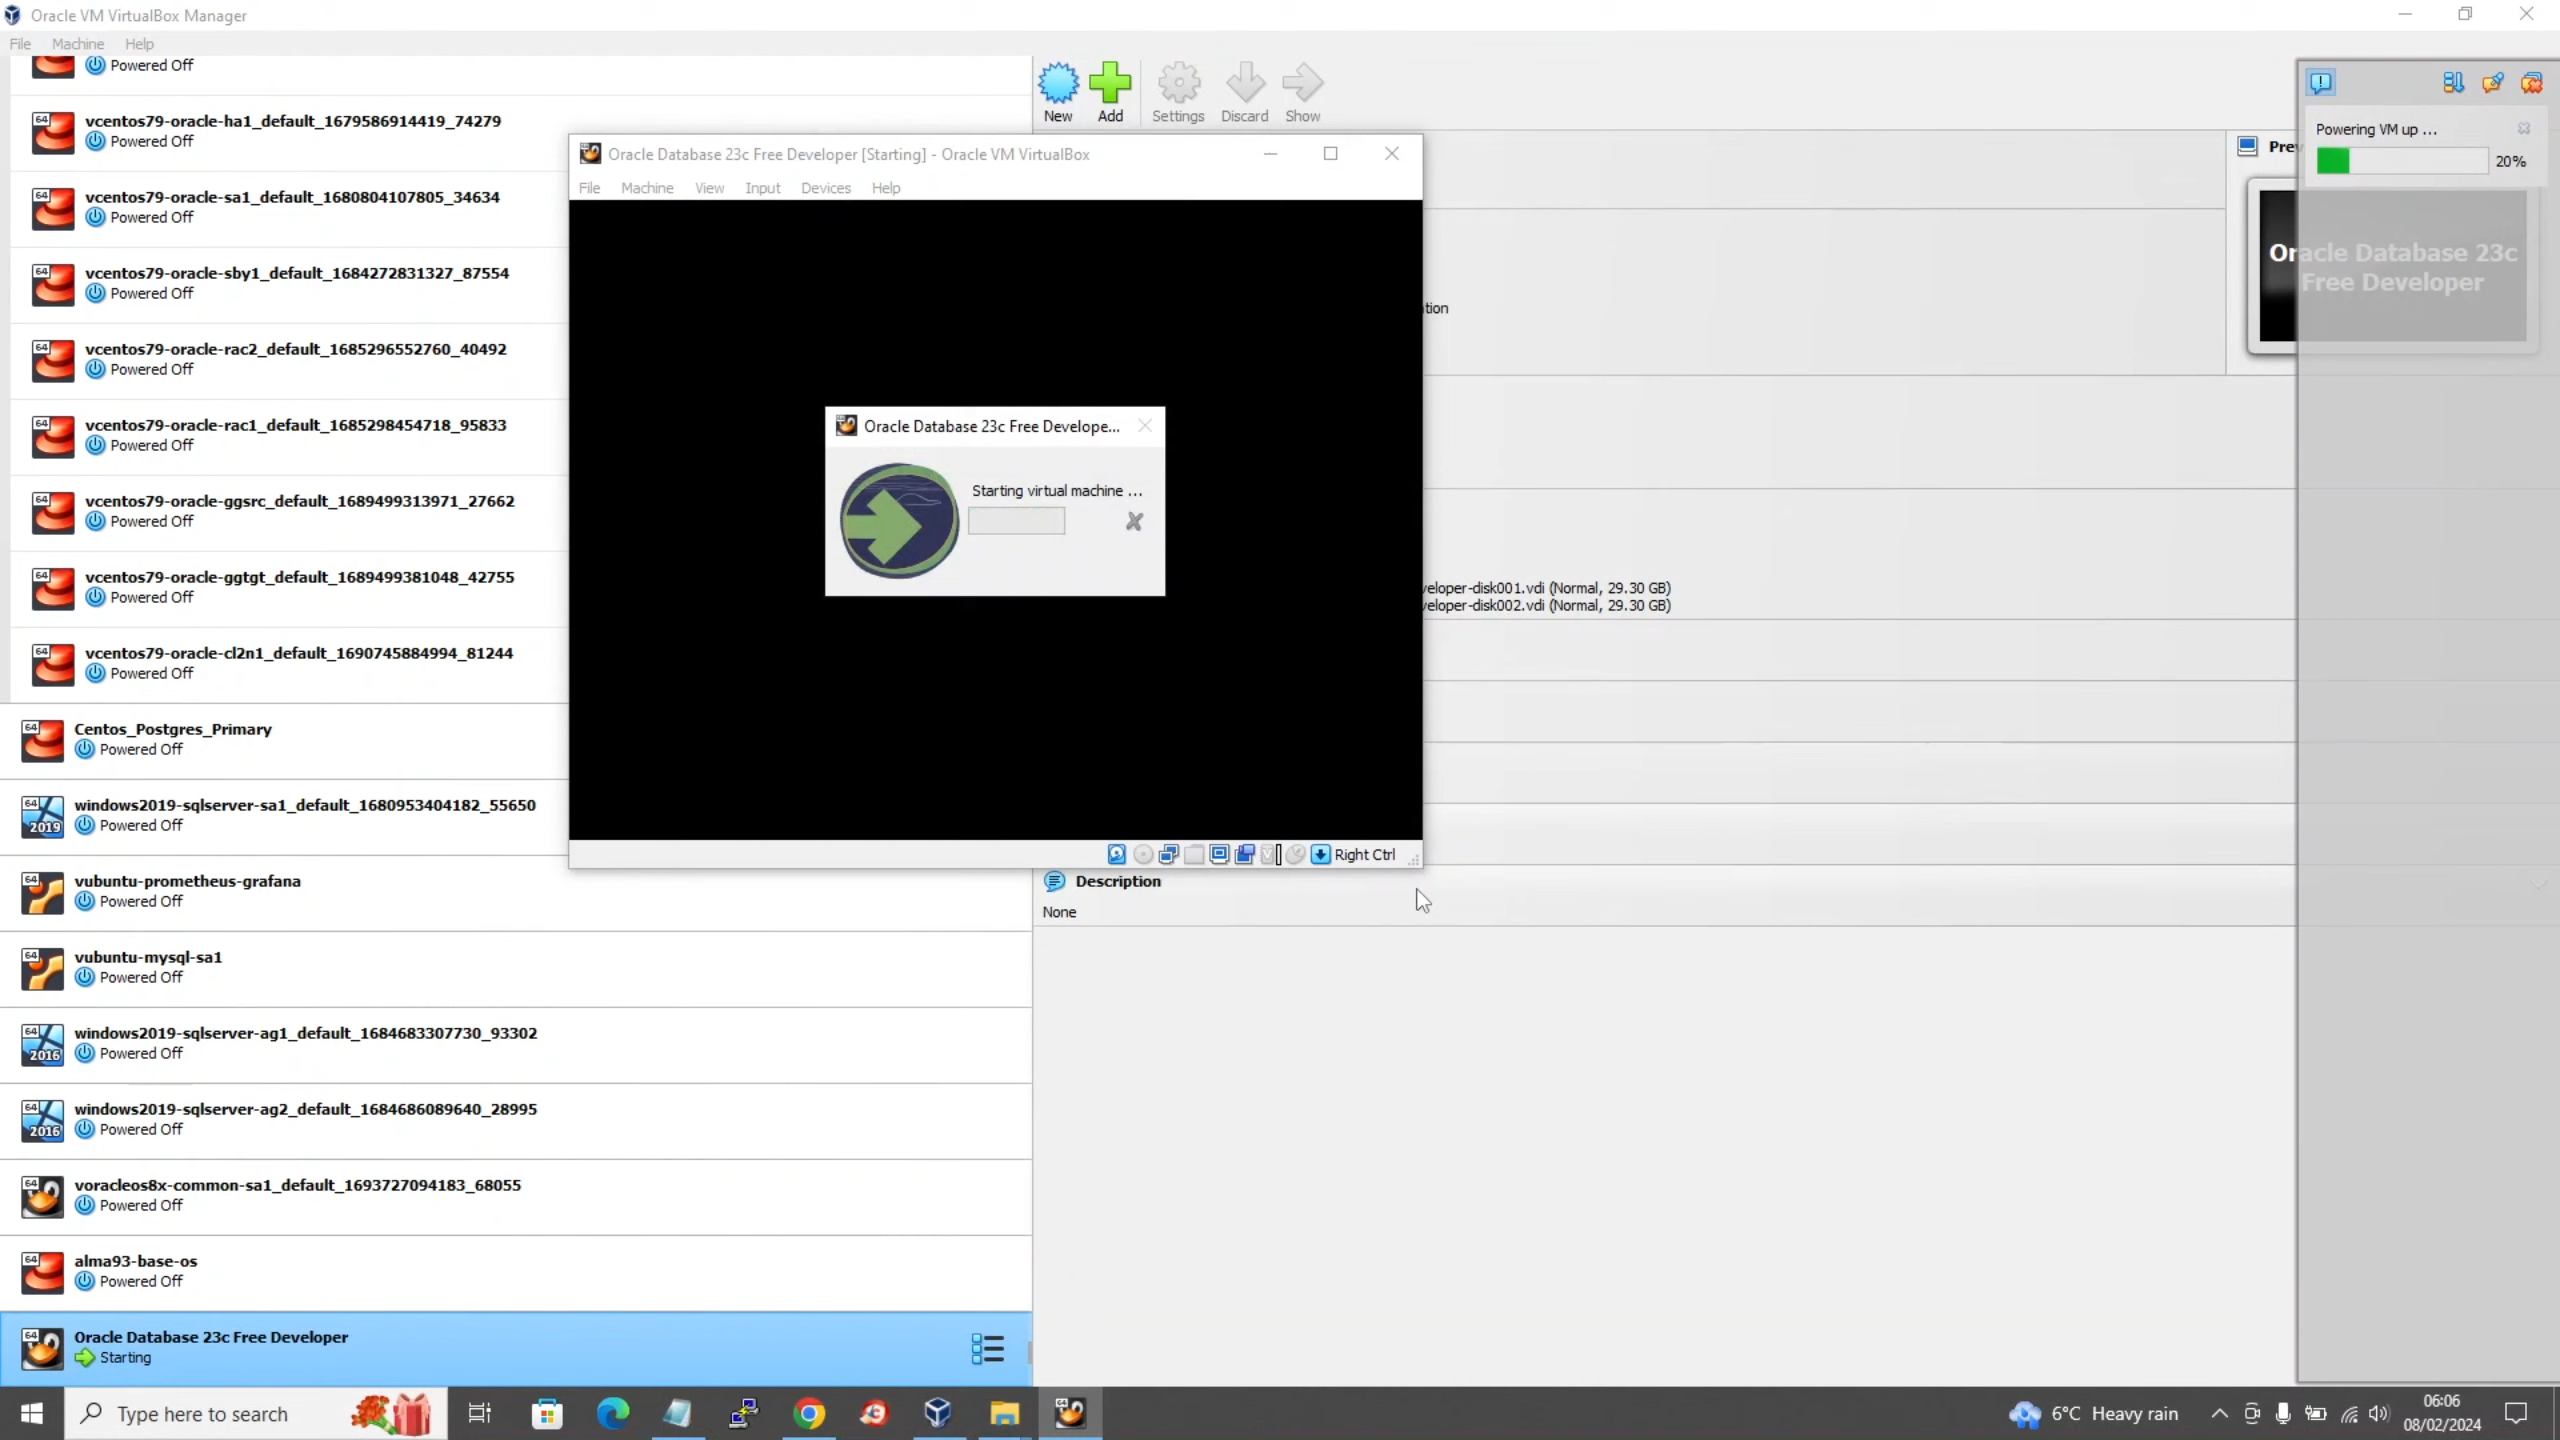 Oracle VM VirtualBox Manager
File Machine Help
Powered Off
vcentos79-oracle-ha1_default_1679586914419_74279
Powered Off
vcentos79-oracle-sa1_default_1680804107805_34634
Powered Off
vcentos79-oracle-sby1_default_1684272831327_87554
Powered Off
vcentos79-oracle-rac2_default_1685296552760_40492
Powered Off
vcentos79-oracle-rac1_default_1685298454718_95833
Powered Off
vcentos79-oracle-ggsrc_default_1689499313971_27662
Powered Off
vcentos79-oracle-ggtgt_default_1689499381048_42755
Powered Off
vcentos79-oracle-cl2n1_default_1690745884994_81244
Powered Off
Centos_Postgres_Primary
Powered Off
windows2019-sqlserver-sa1_default_1680953404182_55650
Powered Off
vubuntu-prometheus-grafana
Powered Off
vubuntu-mysql-sa1
Powered Off
windows2019-sqlserver-ag1_default_1684683307730_93302
Powered Off
windows2019-sqlserver-ag2_default_1684686089640_28995
Powered Off
voracleos8x-common-sa1_default_1693727094183_68055
Powered Off
alma93-base-os
Powered Off
Oracle Database 23c Free Developer
Starting
New Add Settings Discard Show
Oracle Database 23c Free Developer [Starting] - Oracle VM VirtualBox
File Machine View Input Devices Help
Oracle Database 23c Free Develope...
Starting virtual machine ...
Right Ctrl
tion
veloper-disk001.vdi (Normal, 29.30 GB)
veloper-disk002.vdi (Normal, 29.30 GB)
Description
None
Prev
Powering VM up ...
20%
Oracle Database 23c
Free Developer
Type here to search
6°C Heavy rain
06:06
08/02/2024